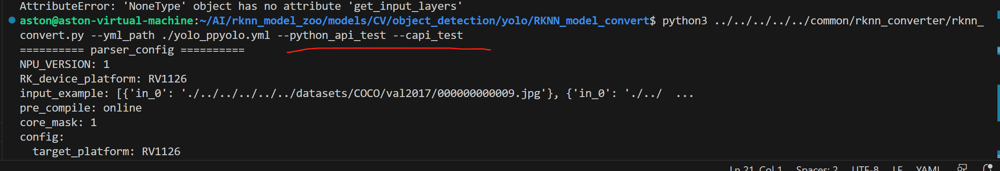 AttributeError: 'NoneType' object has no attribute 'get_input_layers'
aston@aston-virtual-machine:~/AI/rknn_model_zoo/models/CV/object_detection/yolo/RKNN_model_convert$ python3 ../../../../../common/rknn_converter/rknn_
convert.py --yml_path ./yolo_ppyolo.yml --python_api_test --capi_test
========== parser_config ==========
NPU_VERSION: 1
RK_device_platform: RV1126
input_example: [{'in_0': './../../../../../datasets/COCO/val2017/000000000009.jpg'}, {'in_0': './../  ...
pre_compile: online
core_mask: 1
config:
  target_platform: RV1126
Ln 21, Col 1 Spaces: 2 UTF-8 LF YAML